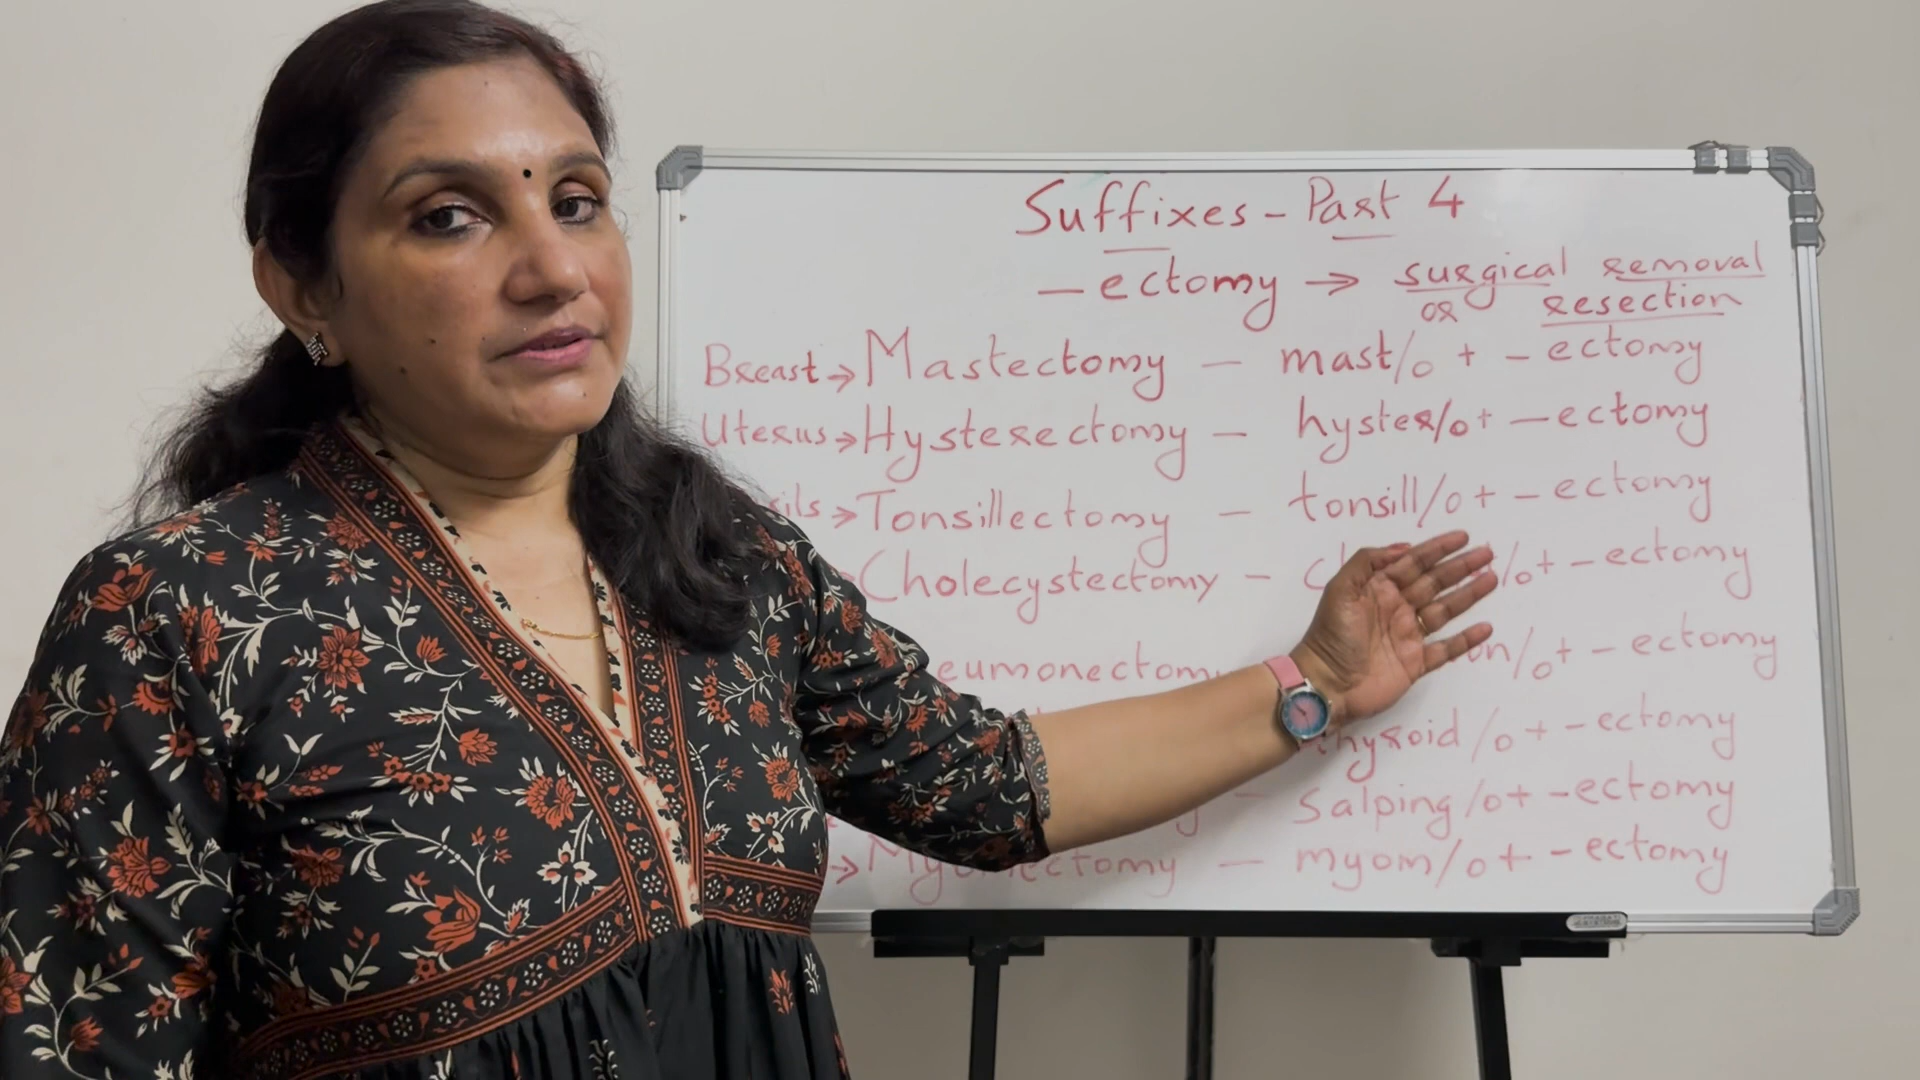 Suffixes - Part 4
- ectomy → surgical removal
or resection
Breast → Mastectomy - mast/o + - ectomy
Uterus → Hysterectomy - hyster/o + - ectomy
→ Tonsillectomy - tonsill/o + - ectomy
Cholecystectomy - /o + - ectomy
/o + - ectomy
thyroid/o + - ectomy
- Salping/o + - ectomy
→ Myomectomy - myom/o + - ectomy